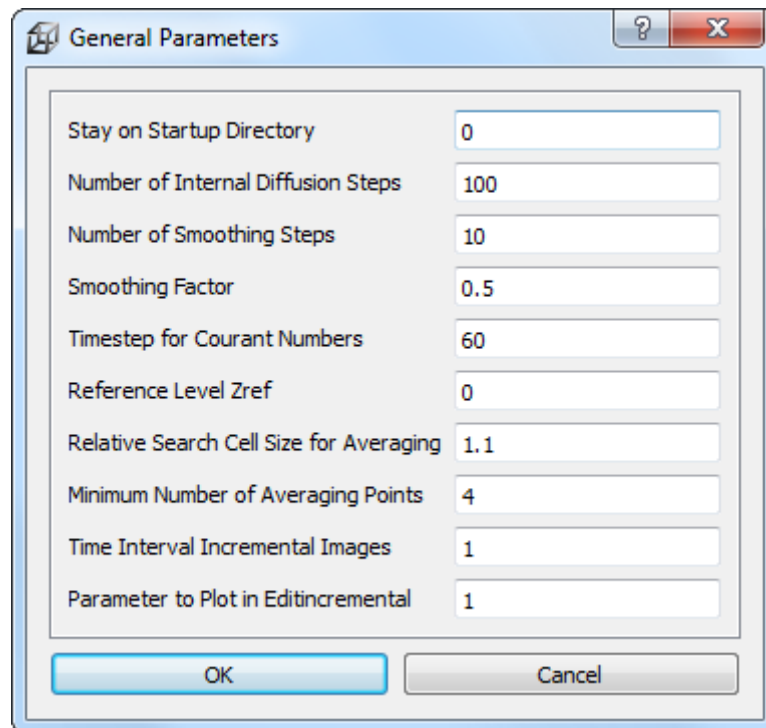 General Parameters
Stay on Startup Directory 0
Number of Internal Diffusion Steps 100
Number of Smoothing Steps 10
Smoothing Factor 0.5
Timestep for Courant Numbers 60
Reference Level Zref 0
Relative Search Cell Size for Averaging 1.1
Minimum Number of Averaging Points 4
Time Interval Incremental Images 1
Parameter to Plot in Editincremental 1
OK Cancel